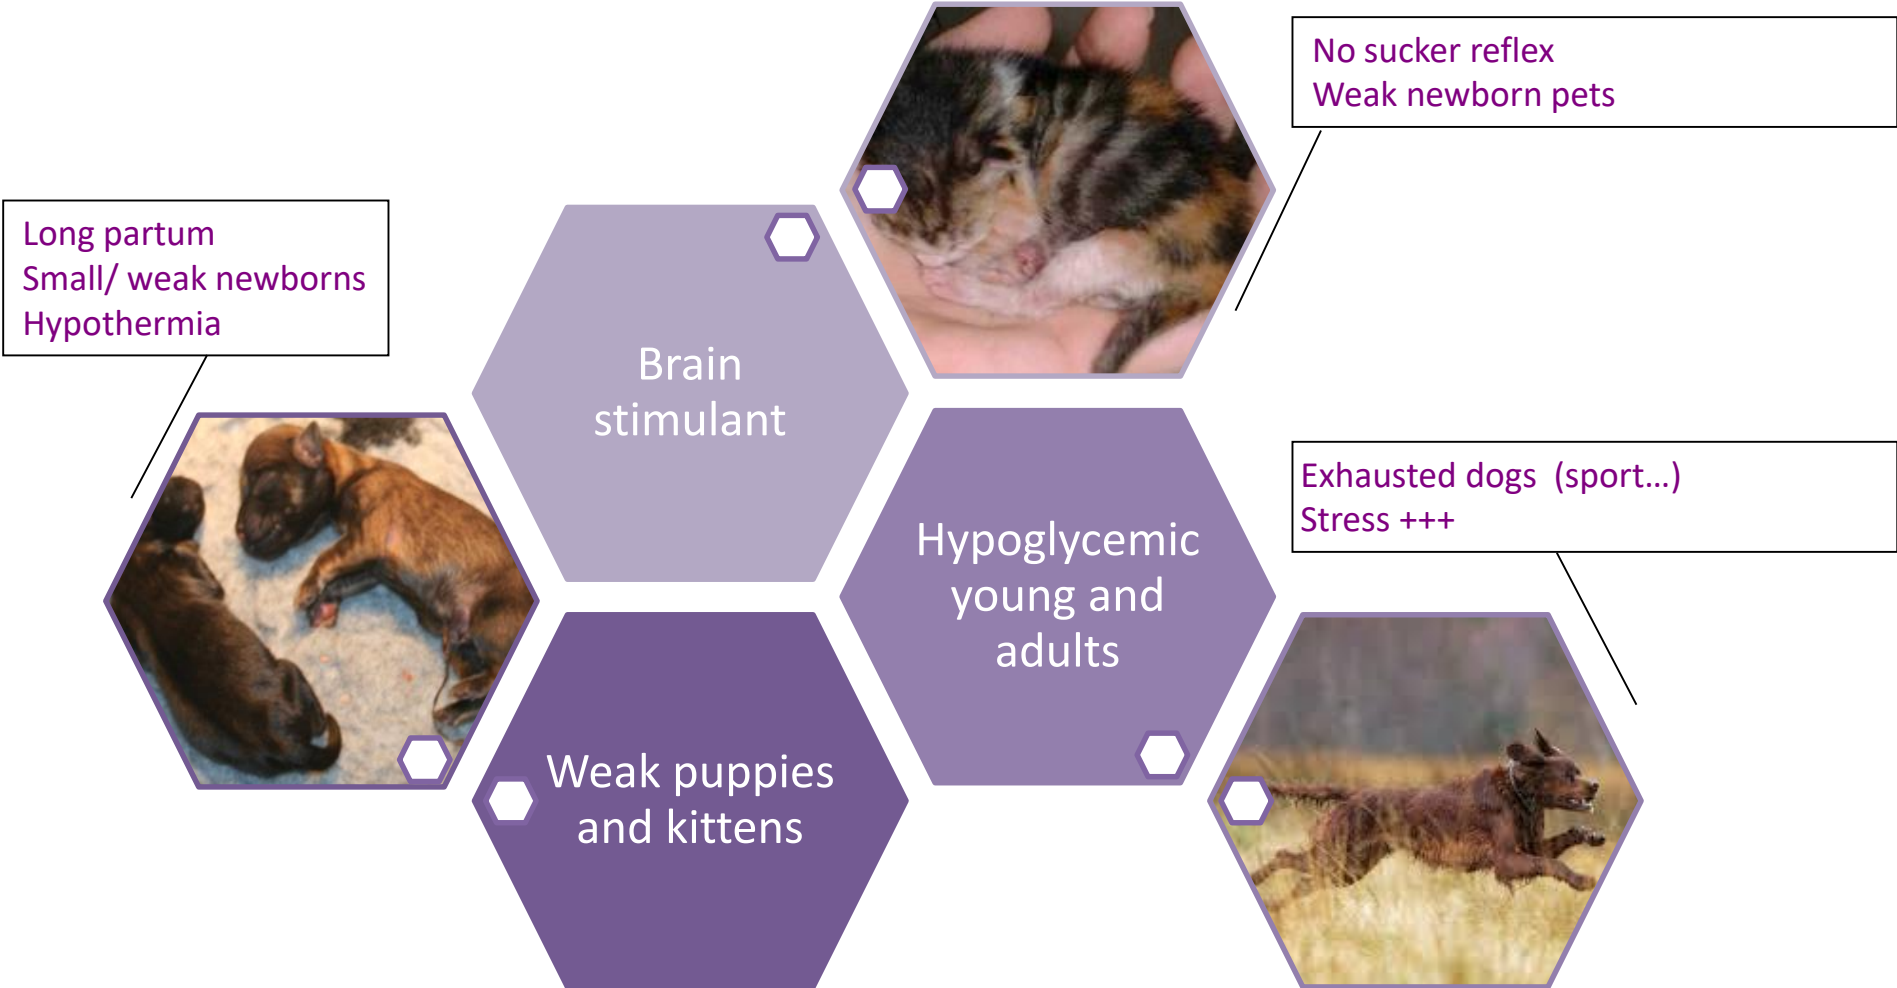 No sucker reflex
Weak newborn pets
Long partum
Small/ weak newborns
Hypothermia
Brain
stimulant
Exhausted dogs  (sport...)
Stress +++
Hypoglycemic
young and
adults
Weak puppies
and kittens